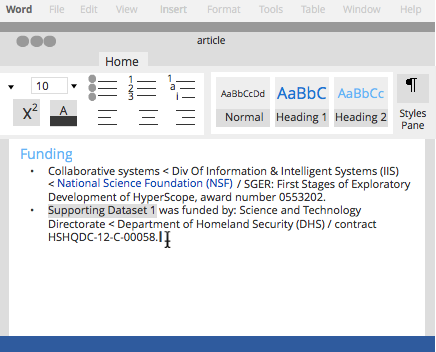 Word File Edit View Insert Format Tools Table Window Help
article
Home
10
1
2
3
1
a
i
X2
A
AaBbCcDd AaBbC AaBbCc
Normal Heading 1 Heading 2
¶
Styles
Pane
Funding
• Collaborative systems < Div Of Information & Intelligent Systems (IIS)
< National Science Foundation (NSF) / SGER: First Stages of Exploratory
Development of HyperScope, award number 0553202.
• Supporting Dataset 1 was funded by: Science and Technology
Directorate < Department of Homeland Security (DHS) / contract
HSHQDC-12-C-00058.